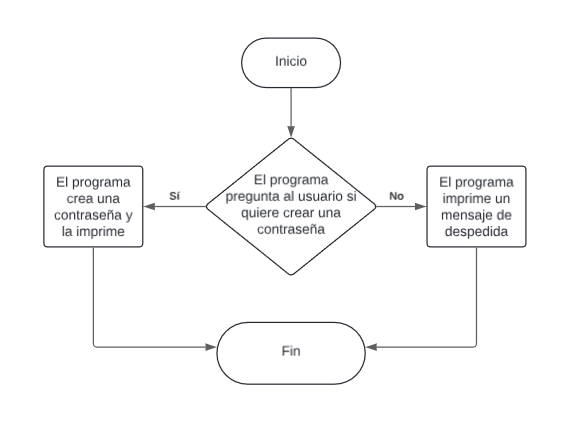 Inicio
El programa
pregunta al usuario si
quiere crear una
contraseña
Sí
No
El programa
crea una
contraseña y
la imprime
El programa
imprime un
mensaje de
despedida
Fin